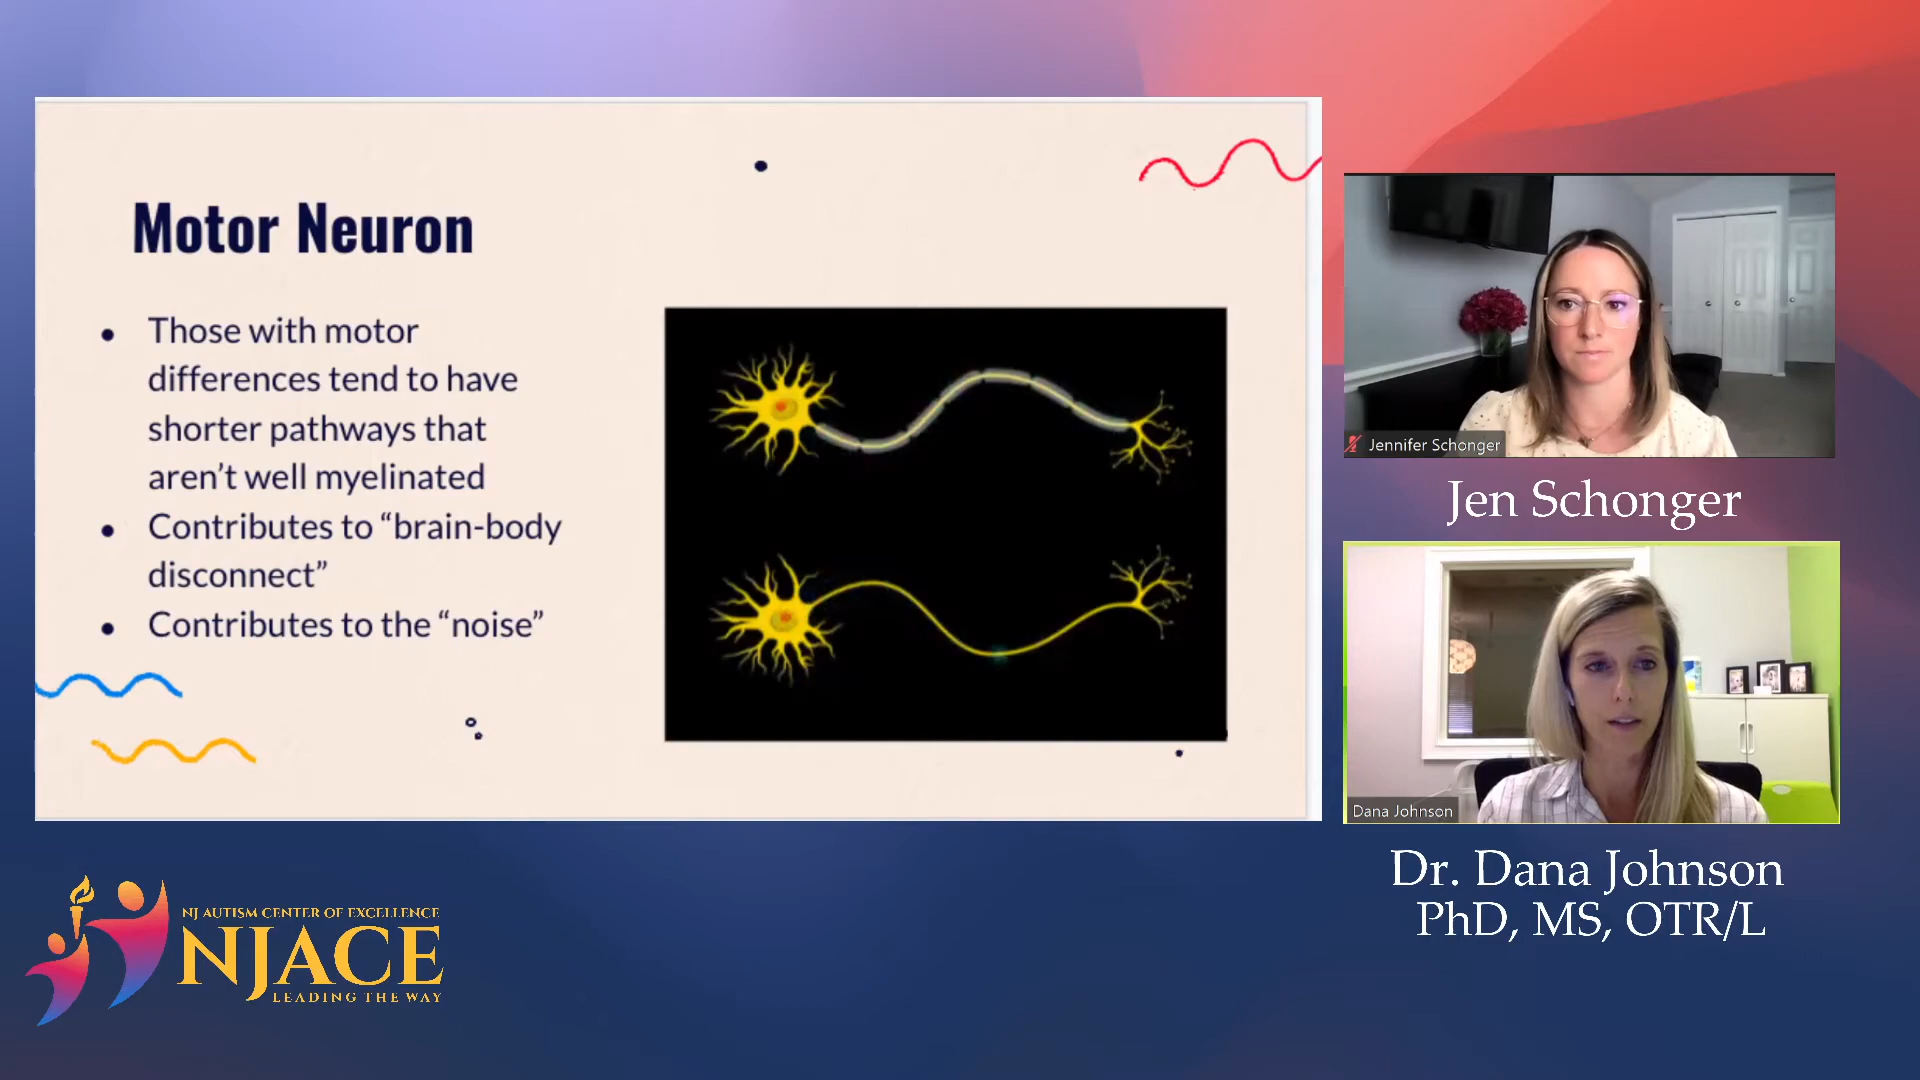 Motor Neuron
• Those with motor
differences tend to have
shorter pathways that
aren’t well myelinated
• Contributes to “brain-body
disconnect”
• Contributes to the “noise”
Jennifer Schonger
Jen Schonger
Dana Johnson
Dr. Dana Johnson
PhD, MS, OTR/L
NJ AUTISM CENTER OF EXCELLENCE
NJACE
LEADING THE WAY